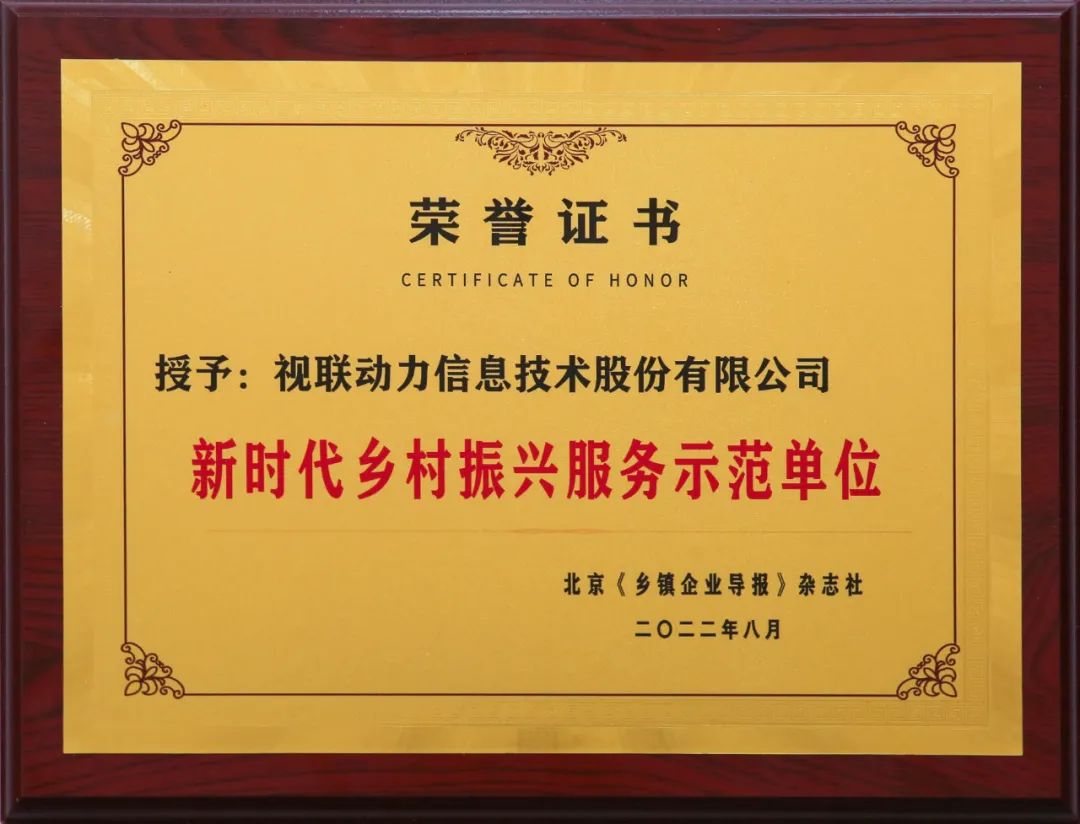 荣誉证书
CERTIFICATE OF HONOR
授予：视联动力信息技术股份有限公司
新时代乡村振兴服务示范单位
北京《乡镇企业导报》杂志社
二〇二二年八月